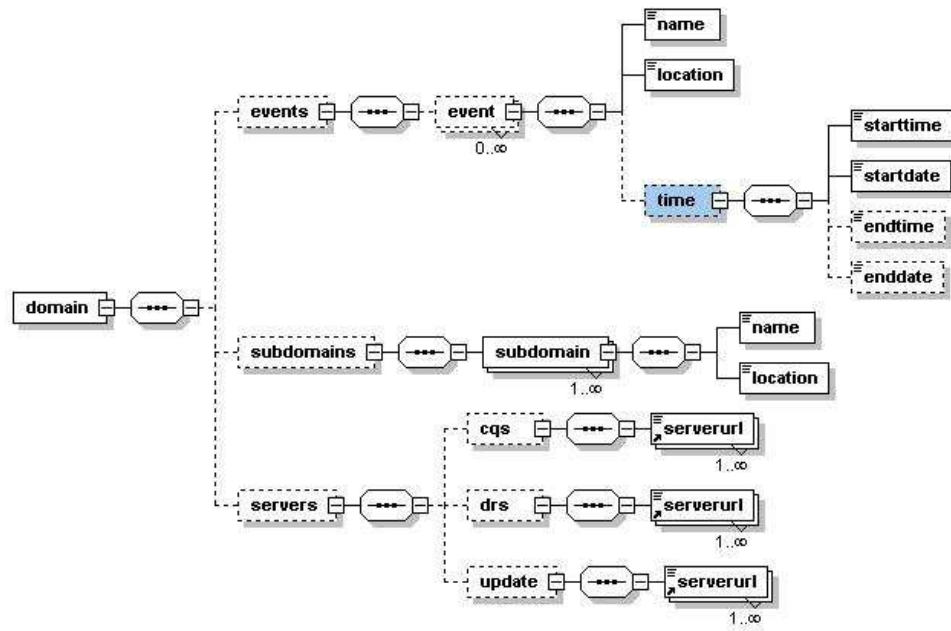 name
location
events
event
0..∞
starttime
startdate
time
endtime
enddate
domain
name
subdomains
subdomain
1..∞
location
cqs
serverurl
1..∞
servers
drs
serverurl
1..∞
update
serverurl
1..∞